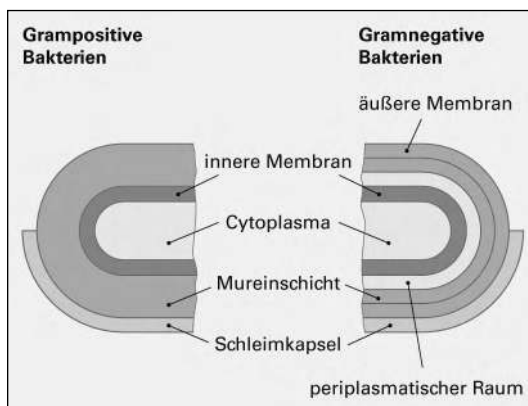 Grampositive
Bakterien
Gramnegative
Bakterien
äußere Membran
innere Membran
Cytoplasma
Mureinschicht
Schleimkapsel
periplasmatischer Raum